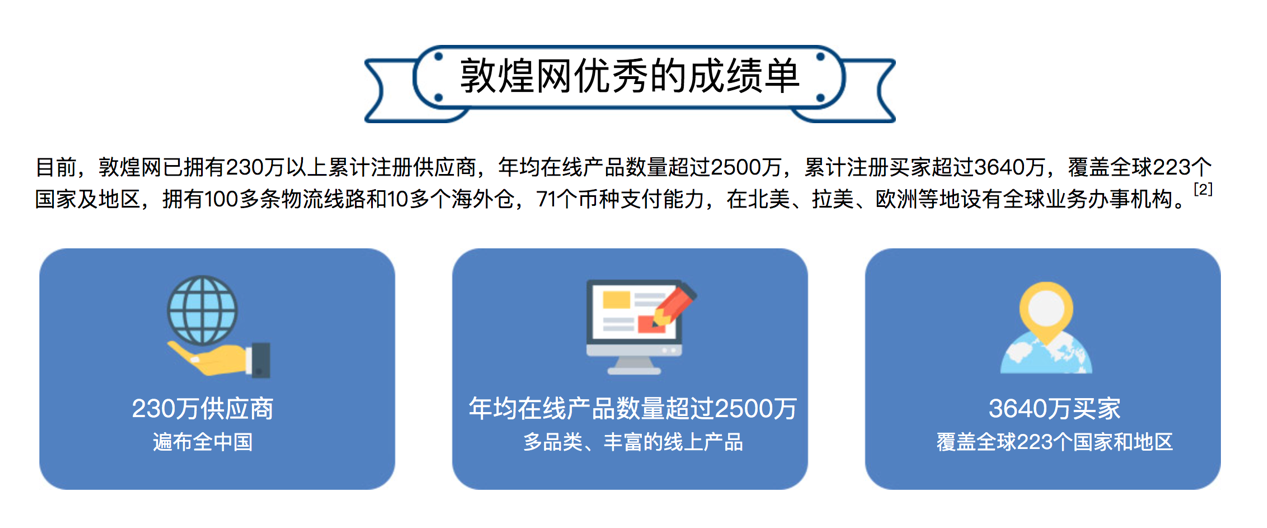 敦煌网优秀的成绩单
目前，敦煌网已拥有230万以上累计注册供应商，年均在线产品数量超过2500万，累计注册买家超过3640万，覆盖全球223个
国家及地区，拥有100多条物流线路和10多个海外仓，71个币种支付能力，在北美、拉美、欧洲等地设有全球业务办事机构。[2]
230万供应商
遍布全中国
年均在线产品数量超过2500万
多品类、丰富的线上产品
3640万买家
覆盖全球223个国家和地区